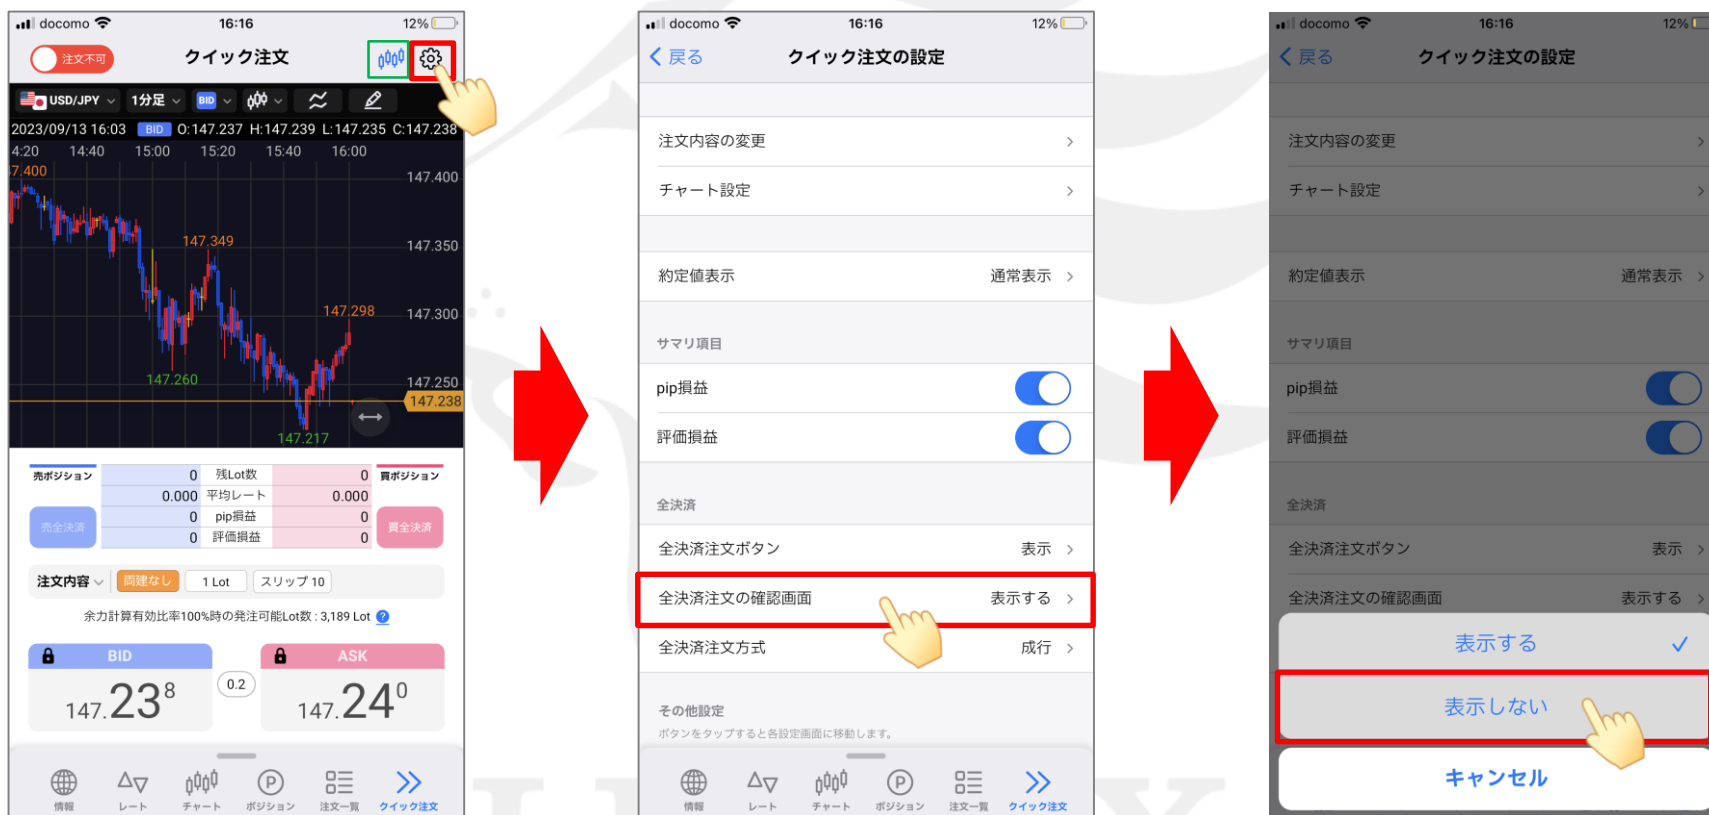 docomo 16:16 12%
注文不可 クイック注文
USD/JPY 1分足 BID
2023/09/13 16:03 BID O:147.237 H:147.239 L:147.235 C:147.238
4:20 14:40 15:00 15:20 15:40 16:00
7.400
147.400
147.349
147.350
147.298
147.300
147.260
147.250
147.238
147.217
売ポジション 0 残Lot数 0 買ポジション
0.000 平均レート 0.000
売全決済 0 pip損益 0 買全決済
0 評価損益 0
注文内容 両建なし 1 Lot スリップ 10
余力計算有効比率100%時の発注可能Lot数 : 3,189 Lot ?
BID ASK
147.238 0.2 147.240
情報 レート チャート ポジション 注文一覧 クイック注文
docomo 16:16 12%
戻る クイック注文の設定
注文内容の変更
チャート設定
約定値表示 通常表示
サマリ項目
pip損益
評価損益
全決済
全決済注文ボタン 表示
全決済注文の確認画面 表示する
全決済注文方式 成行
その他設定
ボタンをタップすると各設定画面に移動します。
情報 レート チャート ポジション 注文一覧 クイック注文
docomo 16:16 12%
戻る クイック注文の設定
注文内容の変更
チャート設定
約定値表示 通常表示
サマリ項目
pip損益
評価損益
全決済
全決済注文ボタン 表示
全決済注文の確認画面 表示する
表示する
表示しない
キャンセル